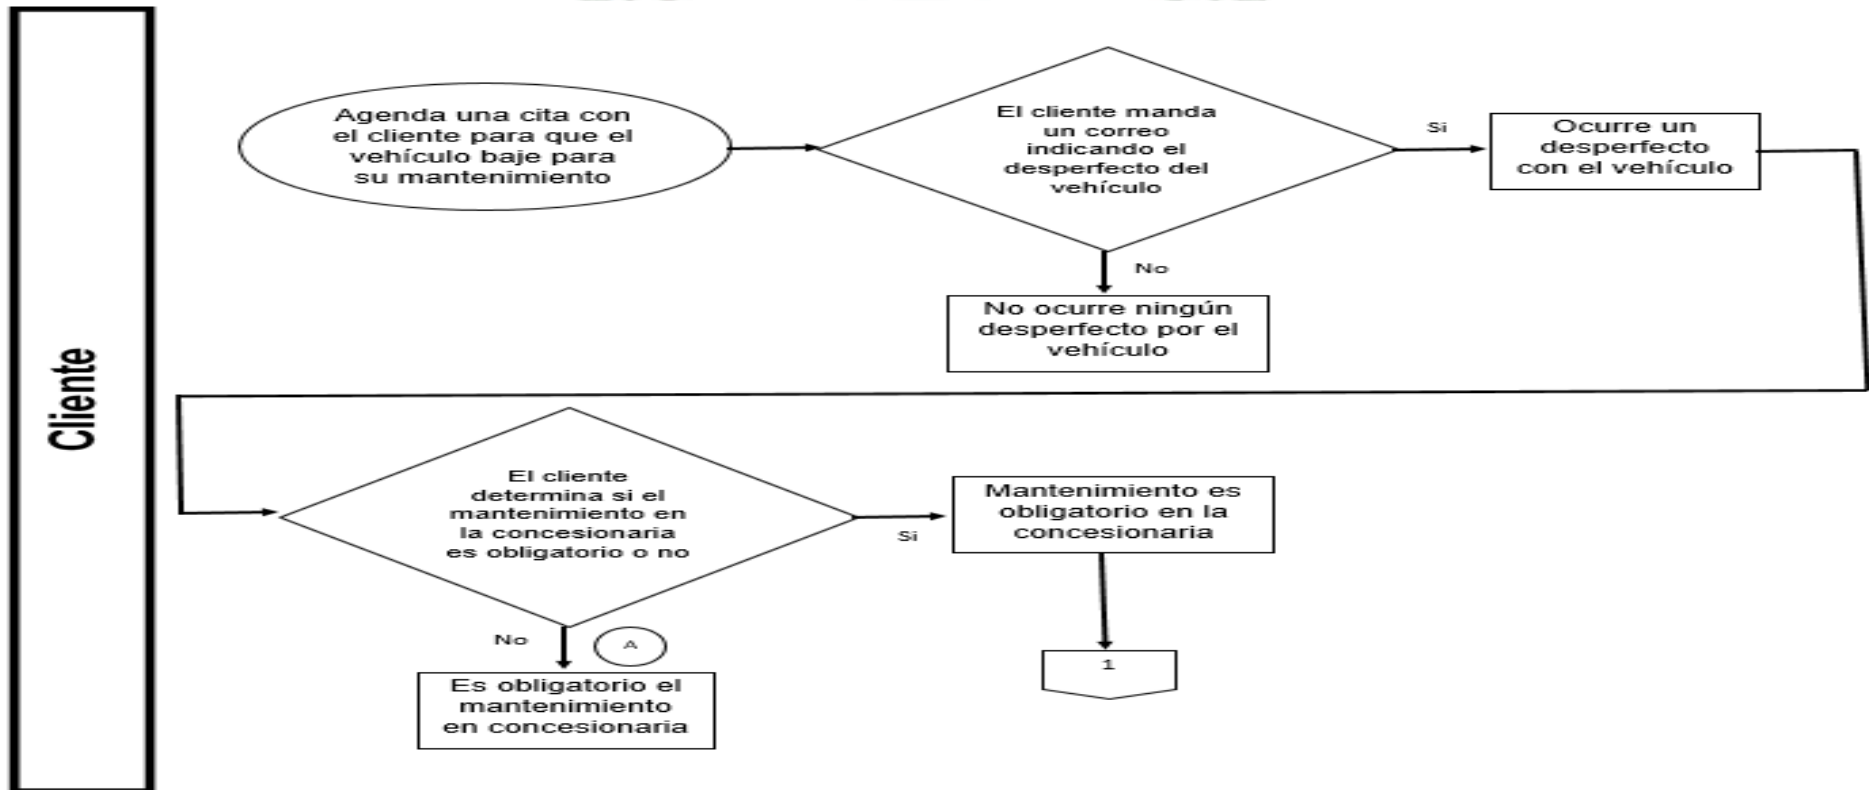 Cliente
Agenda una cita con
el cliente para que el
vehículo baje para
su mantenimiento
El cliente manda
un correo
indicando el
desperfecto del
vehículo
Si
Ocurre un
desperfecto
con el vehículo
No
No ocurre ningún
desperfecto por el
vehículo
El cliente
determina si el
mantenimiento en
la concesionaria
es obligatorio o no
Si
Mantenimiento es
obligatorio en la
concesionaria
No
A
1
Es obligatorio el
mantenimiento
en concesionaria